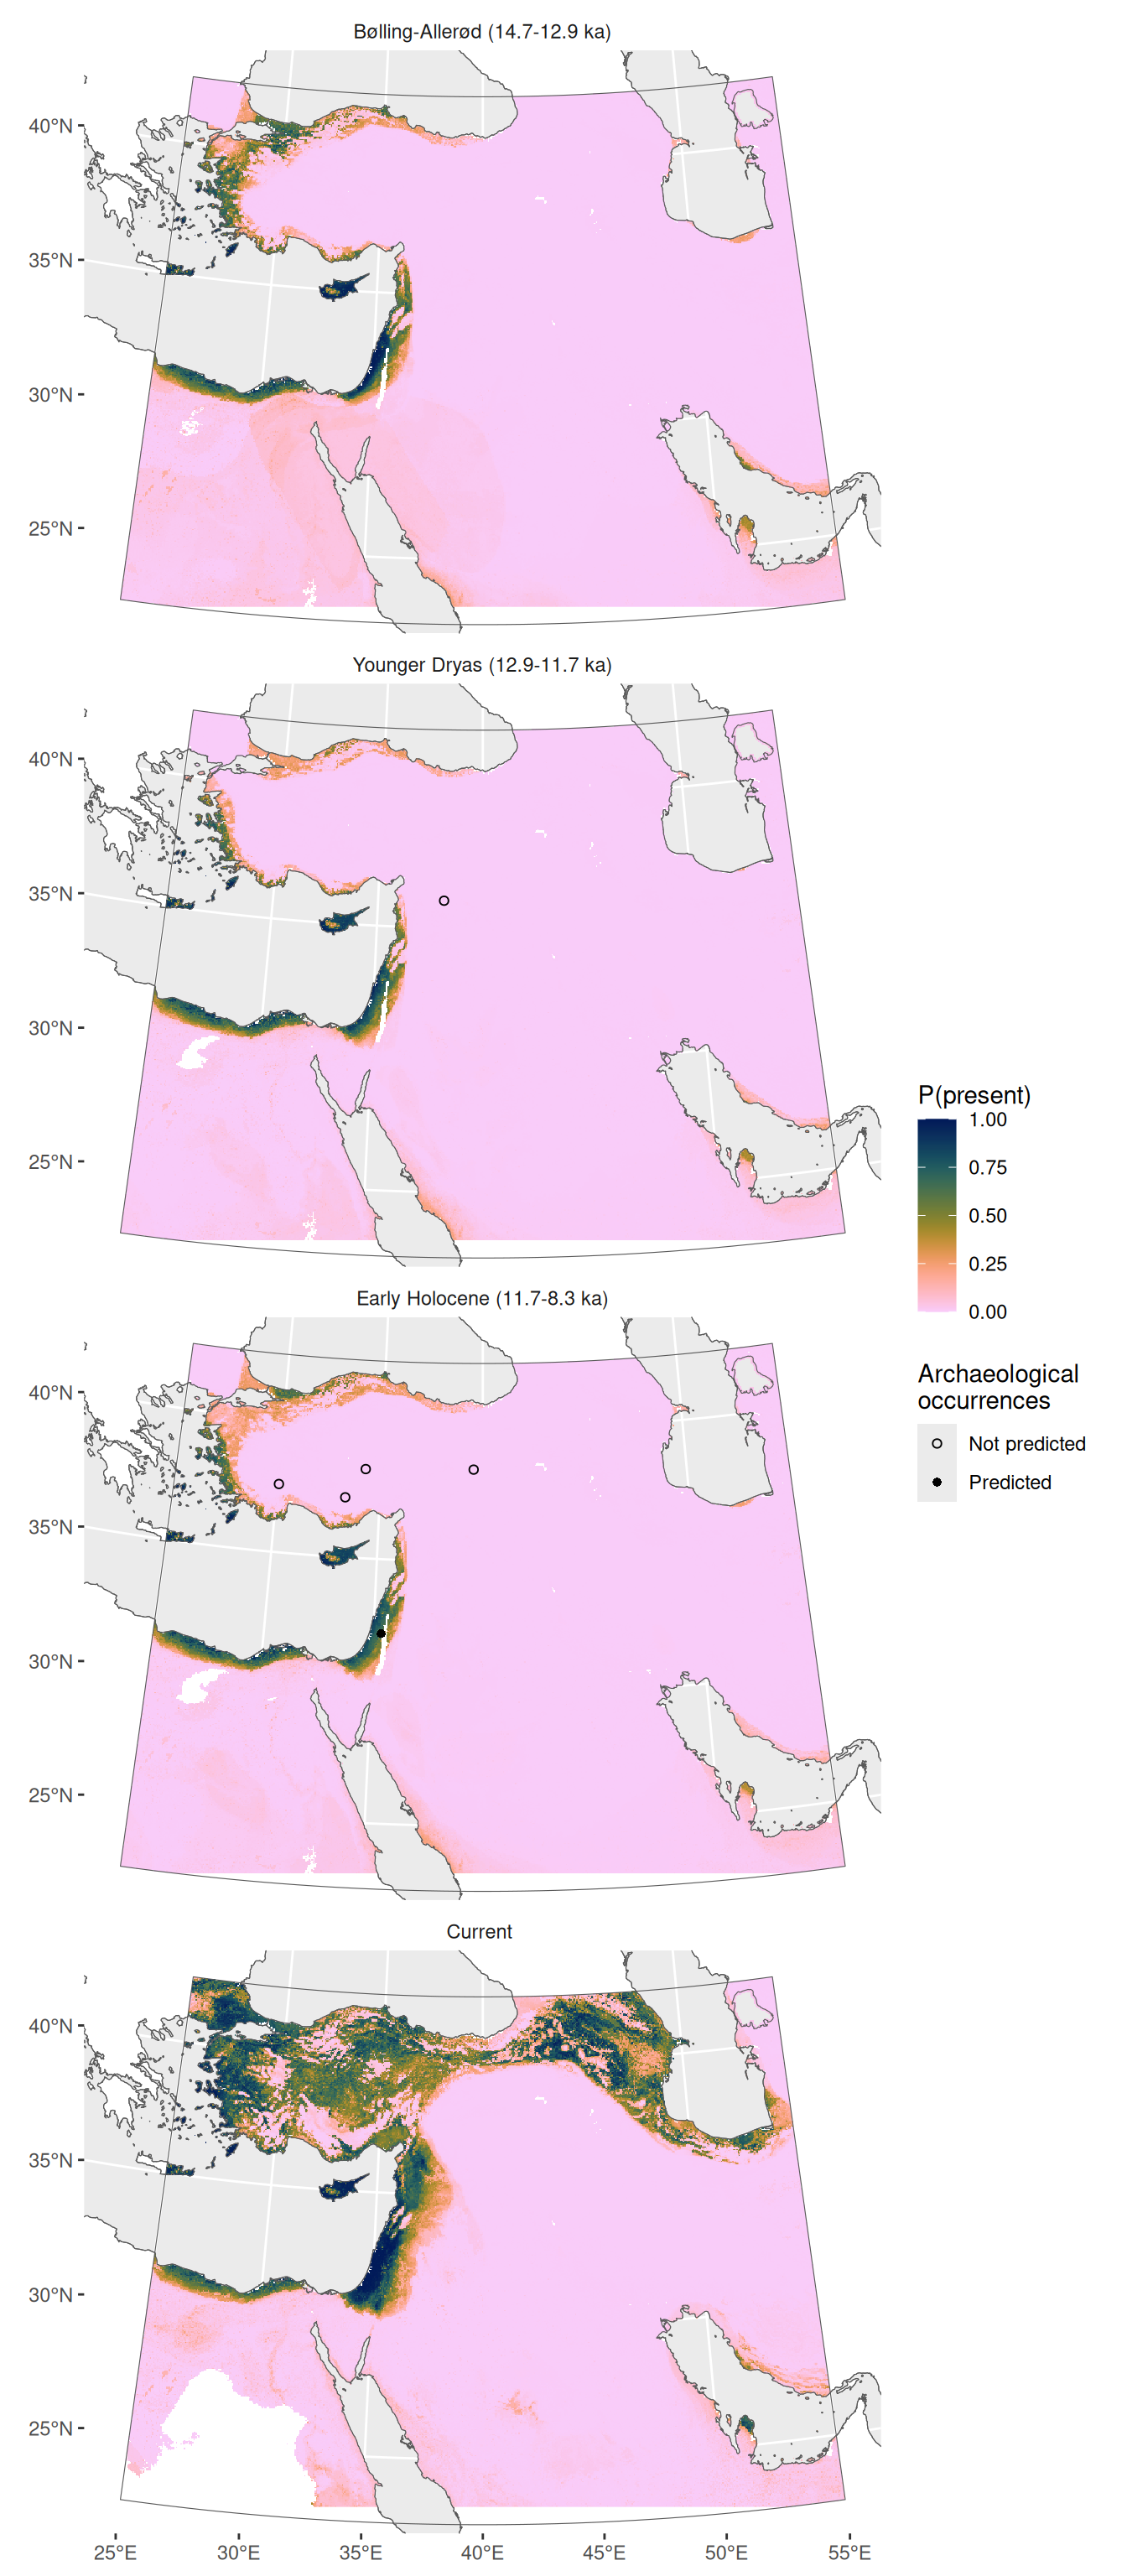 Bølling-Allerød (14.7-12.9 ka)
40°N
35°N
30°N
25°N
Younger Dryas (12.9-11.7 ka)
40°N
35°N
30°N
25°N
P(present)
1.00
0.75
0.50
0.25
0.00
Early Holocene (11.7-8.3 ka)
40°N
35°N
30°N
25°N
Archaeological
occurrences
Not predicted
Predicted
Current
40°N
35°N
30°N
25°N
25°E 30°E 35°E 40°E 45°E 50°E 55°E